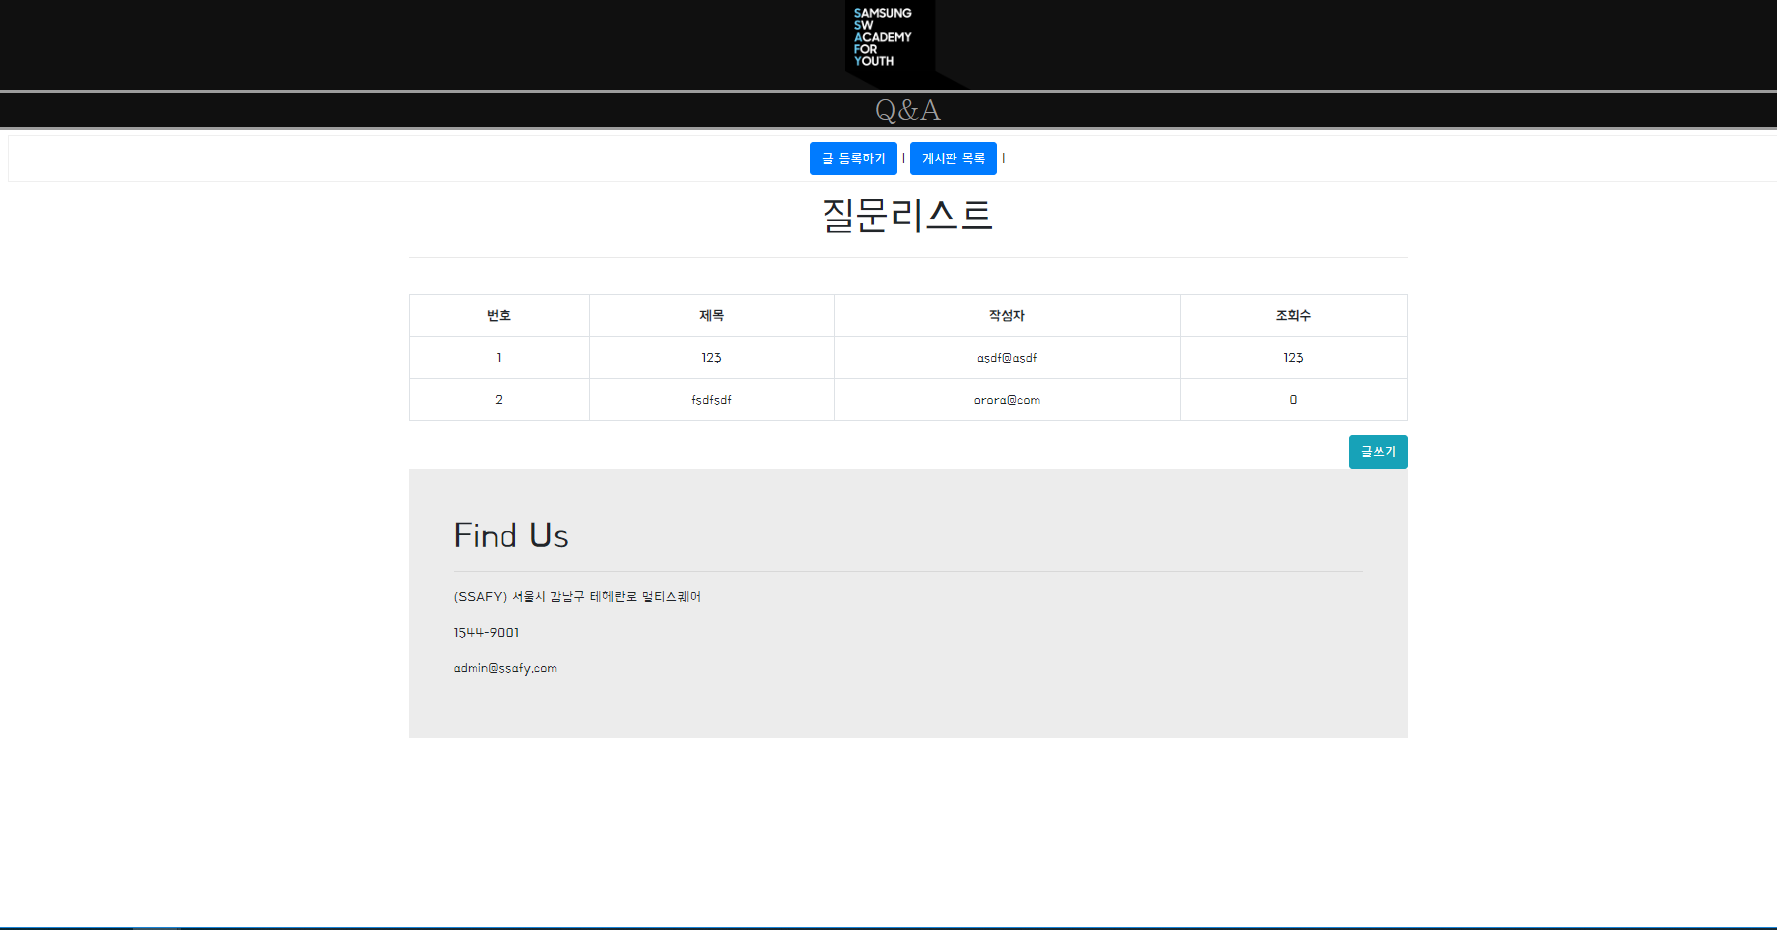 SAMSUNG
SW
ACADEMY
FOR
YOUTH
Q&A
글 등록하기 | 게시판 목록 |
질문리스트
번호 제목 작성자 조회수
1 123 asdf@asdf 123
2 fsdfsdf orora@com 0
글쓰기
Find Us
(SSAFY) 서울시 강남구 테헤란로 멀티스퀘어
1544-9001
admin@ssafy.com